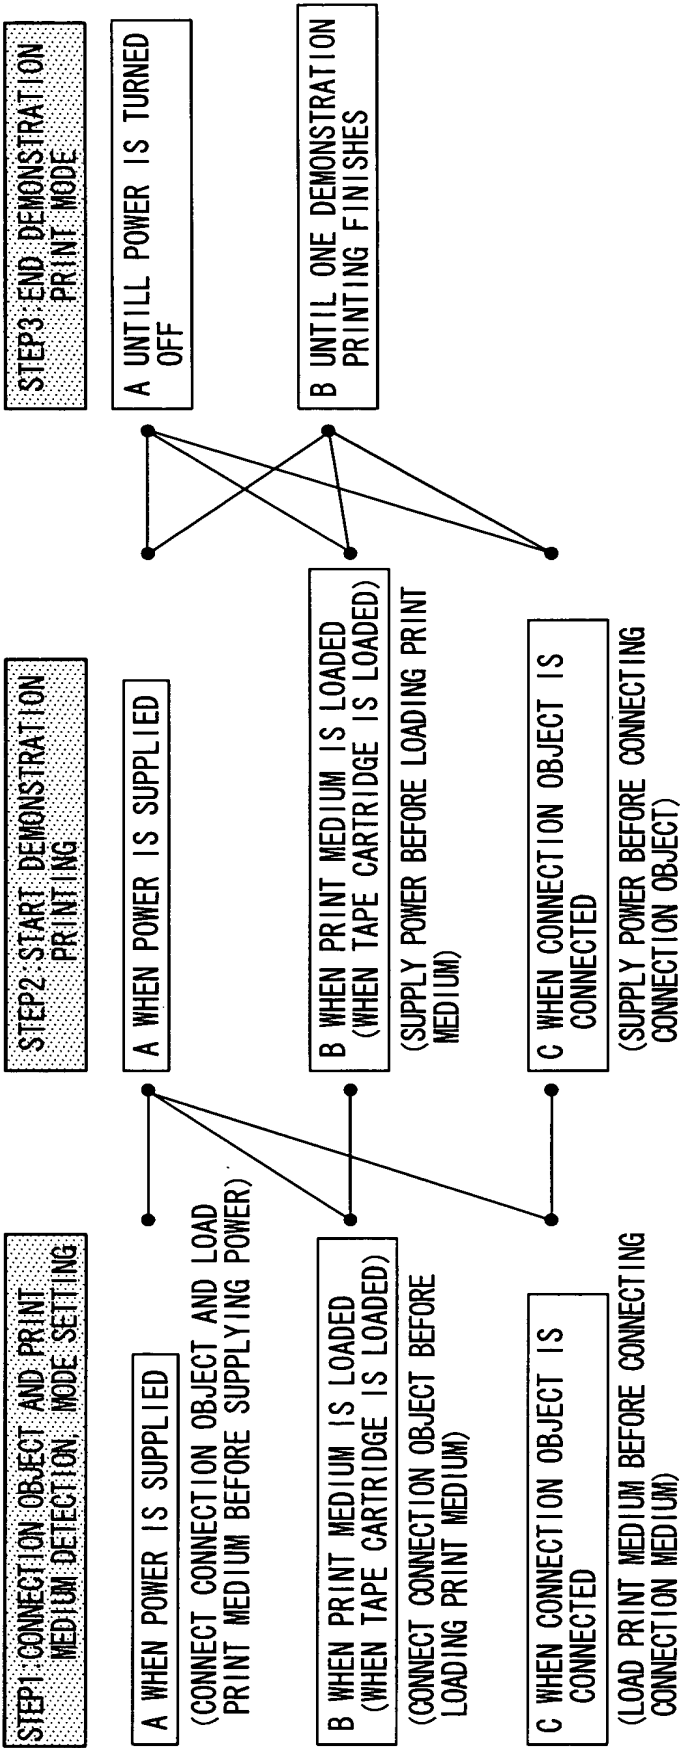 STEP1:CONNECTION OBJECT AND PRINT
MEDIUM DETECTION, MODE SETTING
A WHEN POWER IS SUPPLIED
(CONNECT CONNECTION OBJECT AND LOAD
PRINT MEDIUM BEFORE SUPPLYING POWER)
B WHEN PRINT MEDIUM IS LOADED
(WHEN TAPE CARTRIDGE IS LOADED)
(CONNECT CONNECTION OBJECT BEFORE
LOADING PRINT MEDIUM)
C WHEN CONNECTION OBJECT IS
CONNECTED
(LOAD PRINT MEDIUM BEFORE CONNECTING
CONNECTION MEDIUM)
STEP2:START DEMONSTRATION
PRINTING
A WHEN POWER IS SUPPLIED
B WHEN PRINT MEDIUM IS LOADED
(WHEN TAPE CARTRIDGE IS LOADED)
(SUPPLY POWER BEFORE LOADING PRINT
MEDIUM)
C WHEN CONNECTION OBJECT IS
CONNECTED
(SUPPLY POWER BEFORE CONNECTING
CONNECTION OBJECT)
STEP3:END DEMONSTRATION
PRINT MODE
A UNTILL POWER IS TURNED
OFF
B UNTIL ONE DEMONSTRATION
PRINTING FINISHES